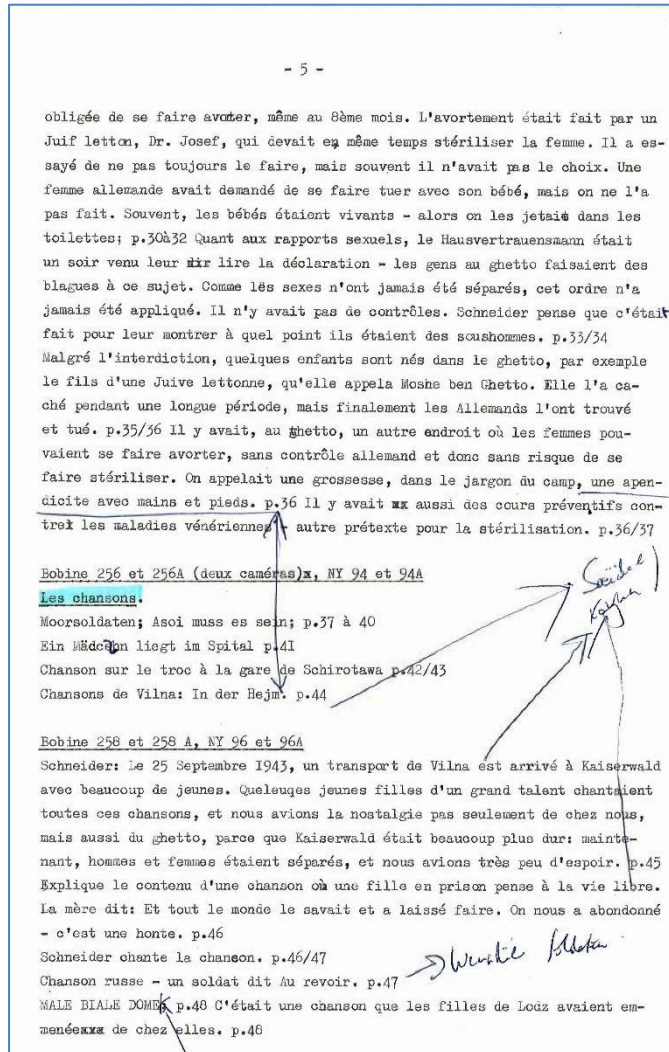 - 5 -
obligée de se faire avorter, même au 8ème mois. L'avortement était fait par un
Juif letton, Dr. Josef, qui devait en même temps stériliser la femme. Il a es-
sayé de ne pas toujours le faire, mais souvent il n'avait pas le choix. Une
femme allemande avait demandé de se faire tuer avec son bébé, mais on ne l'a
pas fait. Souvent, les bébés étaient vivants - alors on les jetait dans les
toilettes; p.30à32 Quant aux rapports sexuels, le Hausvertrauensmann était
un soir venu leur lire la déclaration - les gens au ghetto faisaient des
blagues à ce sujet. Comme lës sexes n'ont jamais été séparés, cet ordre n'a
jamais été appliqué. Il n'y avait pas de contrôles. Schneider pense que c'était
fait pour leur montrer à quel point ils étaient des soushommes. p.33/34
Malgré l'interdiction, quelques enfants sont nés dans le ghetto, par exemple
le fils d'une Juive lettonne, qu'elle appela Moshe ben Ghetto. Elle l'a ca-
ché pendant une longue période, mais finalement les Allemands l'ont trouvé
et tué. p.35/36 Il y avait, au ghetto, un autre endroit où les femmes pou-
vaient se faire avorter, sans contrôle allemand et donc sans risque de se
faire stériliser. On appelait une grossesse, dans le jargon du camp, une apen-
dicite avec mains et pieds. p.36 Il y avait aussi des cours préventifs con-
tre les maladies vénériennes - autre prétexte pour la stérilisation. p.36/37
Bobine 256 et 256A (deux caméras), NY 94 et 94A
Les chansons.
Moorsoldaten; Asoi muss es sein; p.37 à 40
Ein Mädchen liegt im Spital p.41
Chanson sur le troc à la gare de Schirotawa p.42/43
Chansons de Vilna: In der Hejm. p.44
Bobine 258 et 258 A, NY 96 et 96A
Schneider: Le 25 Septembre 1943, un transport de Vilna est arrivé à Kaiserwald
avec beaucoup de jeunes. Queleuqes jeunes filles d'un grand talent chantaient
toutes ces chansons, et nous avions la nostalgie pas seulement de chez nous,
mais aussi du ghetto, parce que Kaiserwald était beaucoup plus dur: mainte-
nant, hommes et femmes étaient séparés, et nous avions très peu d'espoir. p.45
Explique le contenu d'une chanson où une fille en prison pense à la vie libre.
La mère dit: Et tout le monde le savait et a laissé faire. On nous a abondonné
- c'est une honte. p.46
Schneider chante la chanson. p.46/47
Chanson russe - un soldat dit Au revoir. p.47
MALE BIALE DOMEK p.48 C'était une chanson que les filles de Lodz avaient em-
menée de chez elles. p.48